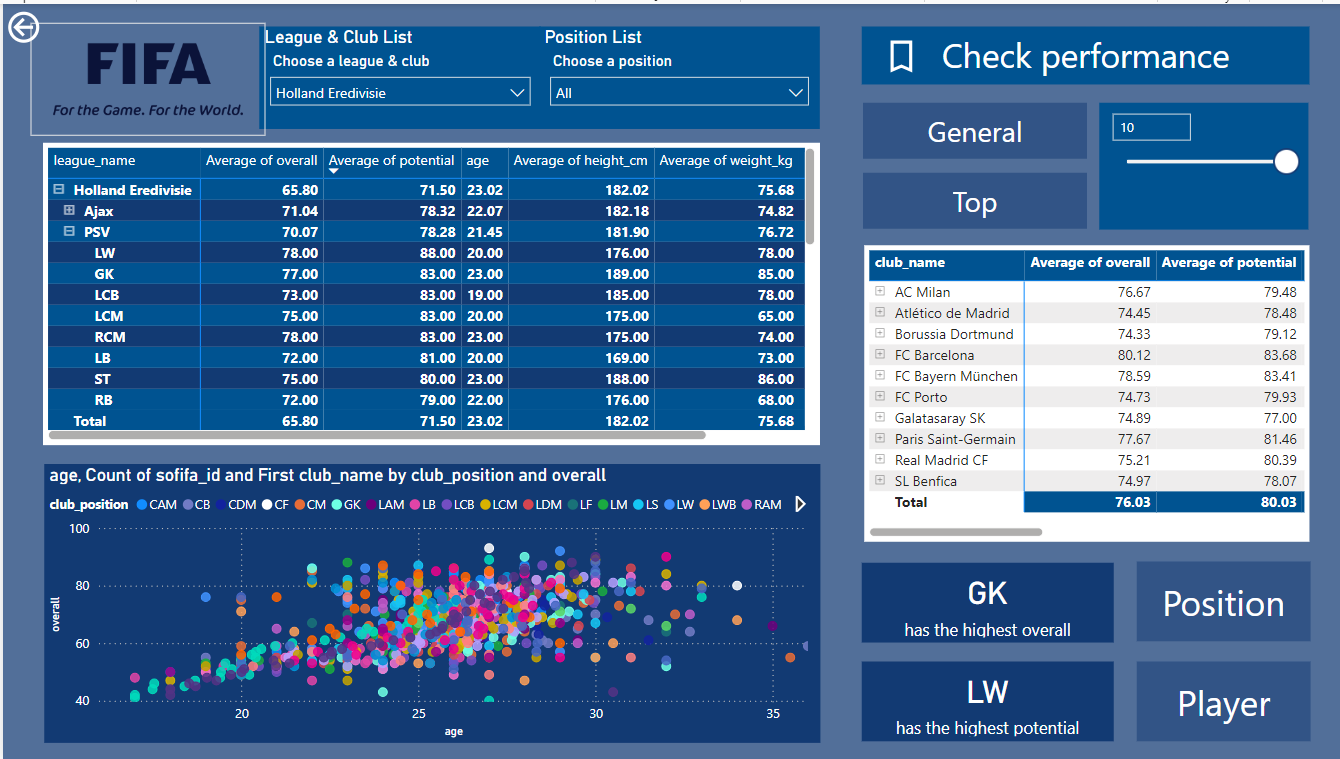 FIFA
For the Game. For the World.
League & Club List
Choose a league & club
Holland Eredivisie
Position List
Choose a position
All
Check performance
General
Top
10
league_name Average of overall Average of potential age Average of height_cm Average of weight_kg
Holland Eredivisie 65.80 71.50 23.02 182.02 75.68
Ajax 71.04 78.32 22.07 182.18 74.82
PSV 70.07 78.28 21.45 181.90 76.72
LW 78.00 88.00 20.00 176.00 78.00
GK 77.00 83.00 23.00 189.00 85.00
LCB 73.00 83.00 19.00 185.00 78.00
LCM 75.00 83.00 20.00 175.00 65.00
RCM 78.00 83.00 23.00 175.00 74.00
LB 72.00 81.00 20.00 169.00 73.00
ST 75.00 80.00 23.00 188.00 86.00
RB 72.00 79.00 22.00 176.00 68.00
Total 65.80 71.50 23.02 182.02 75.68
club_name Average of overall Average of potential
AC Milan 76.67 79.48
Atlético de Madrid 74.45 78.48
Borussia Dortmund 74.33 79.12
FC Barcelona 80.12 83.68
FC Bayern München 78.59 83.41
FC Porto 74.73 79.93
Galatasaray SK 74.89 77.00
Paris Saint-Germain 77.67 81.46
Real Madrid CF 75.21 80.39
SL Benfica 74.97 78.07
Total 76.03 80.03
age, Count of sofifa_id and First club_name by club_position and overall
club_position CAM CB CDM CF CM GK LAM LB LCB LCM LDM LF LM LS LW LWB RAM
100
80
60
40
overall
20 25 30 35
age
GK
has the highest overall
Position
LW
has the highest potential
Player